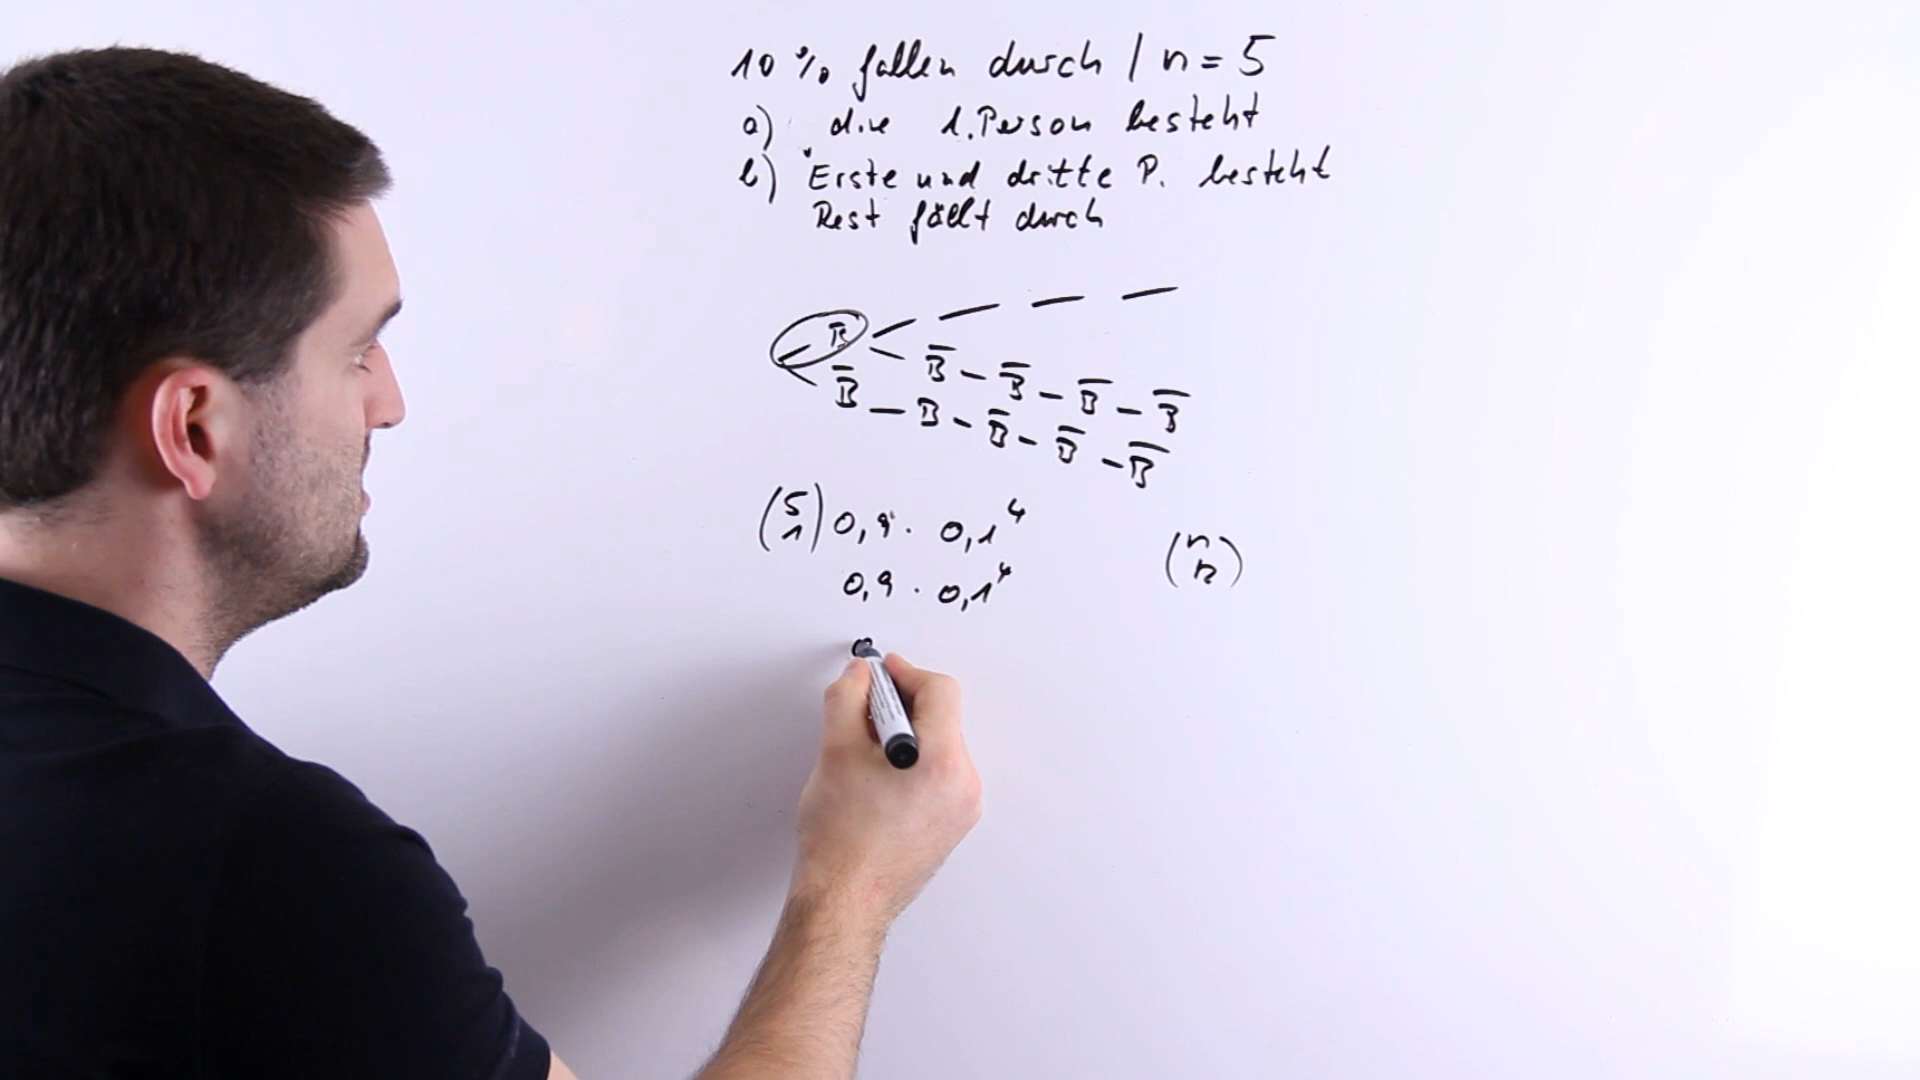 10 % fallen durch / n = 5
a) die 1. Person besteht
b) Erste und dritte P. besteht
Rest fällt durch
B
B̅ - B̅ - B̅ - B̅
B̅ - B - B̅ - B̅ - B̅
(5 1) 0,9 · 0,1⁴
(n k)
0,9 · 0,1⁴